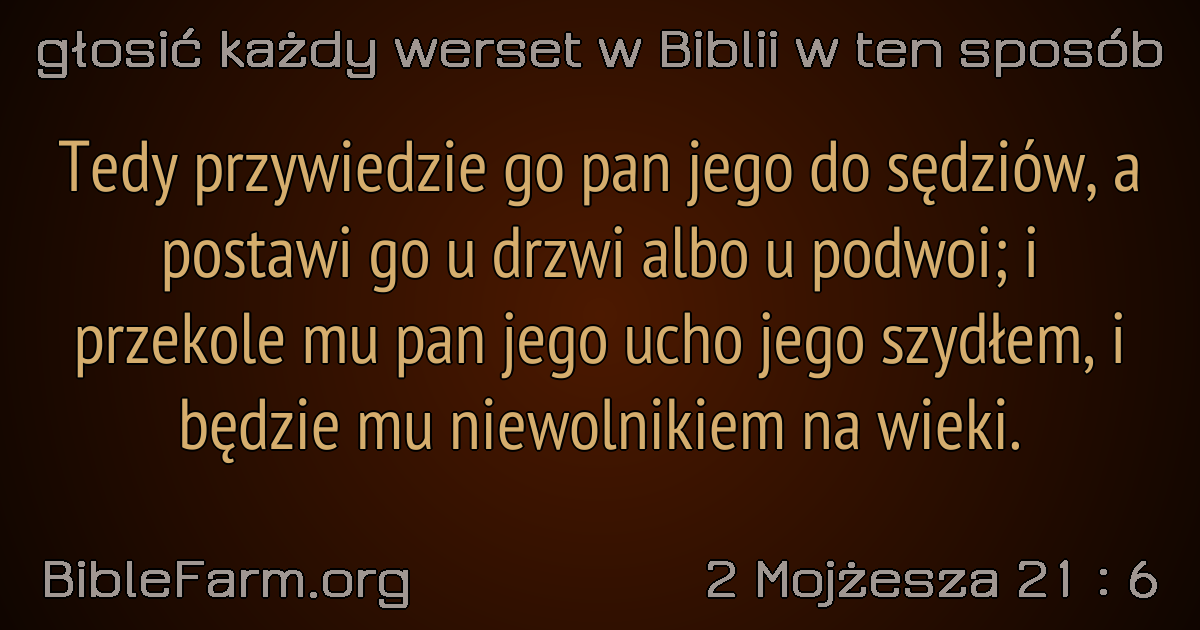 głosić każdy werset w Biblii w ten sposób
Tedy przywiedzie go pan jego do sędziów, a
postawi go u drzwi albo u podwoi; i
przekole mu pan jego ucho jego szydłem, i
będzie mu niewolnikiem na wieki.
BibleFarm.org
2 Mojżesza 21 : 6